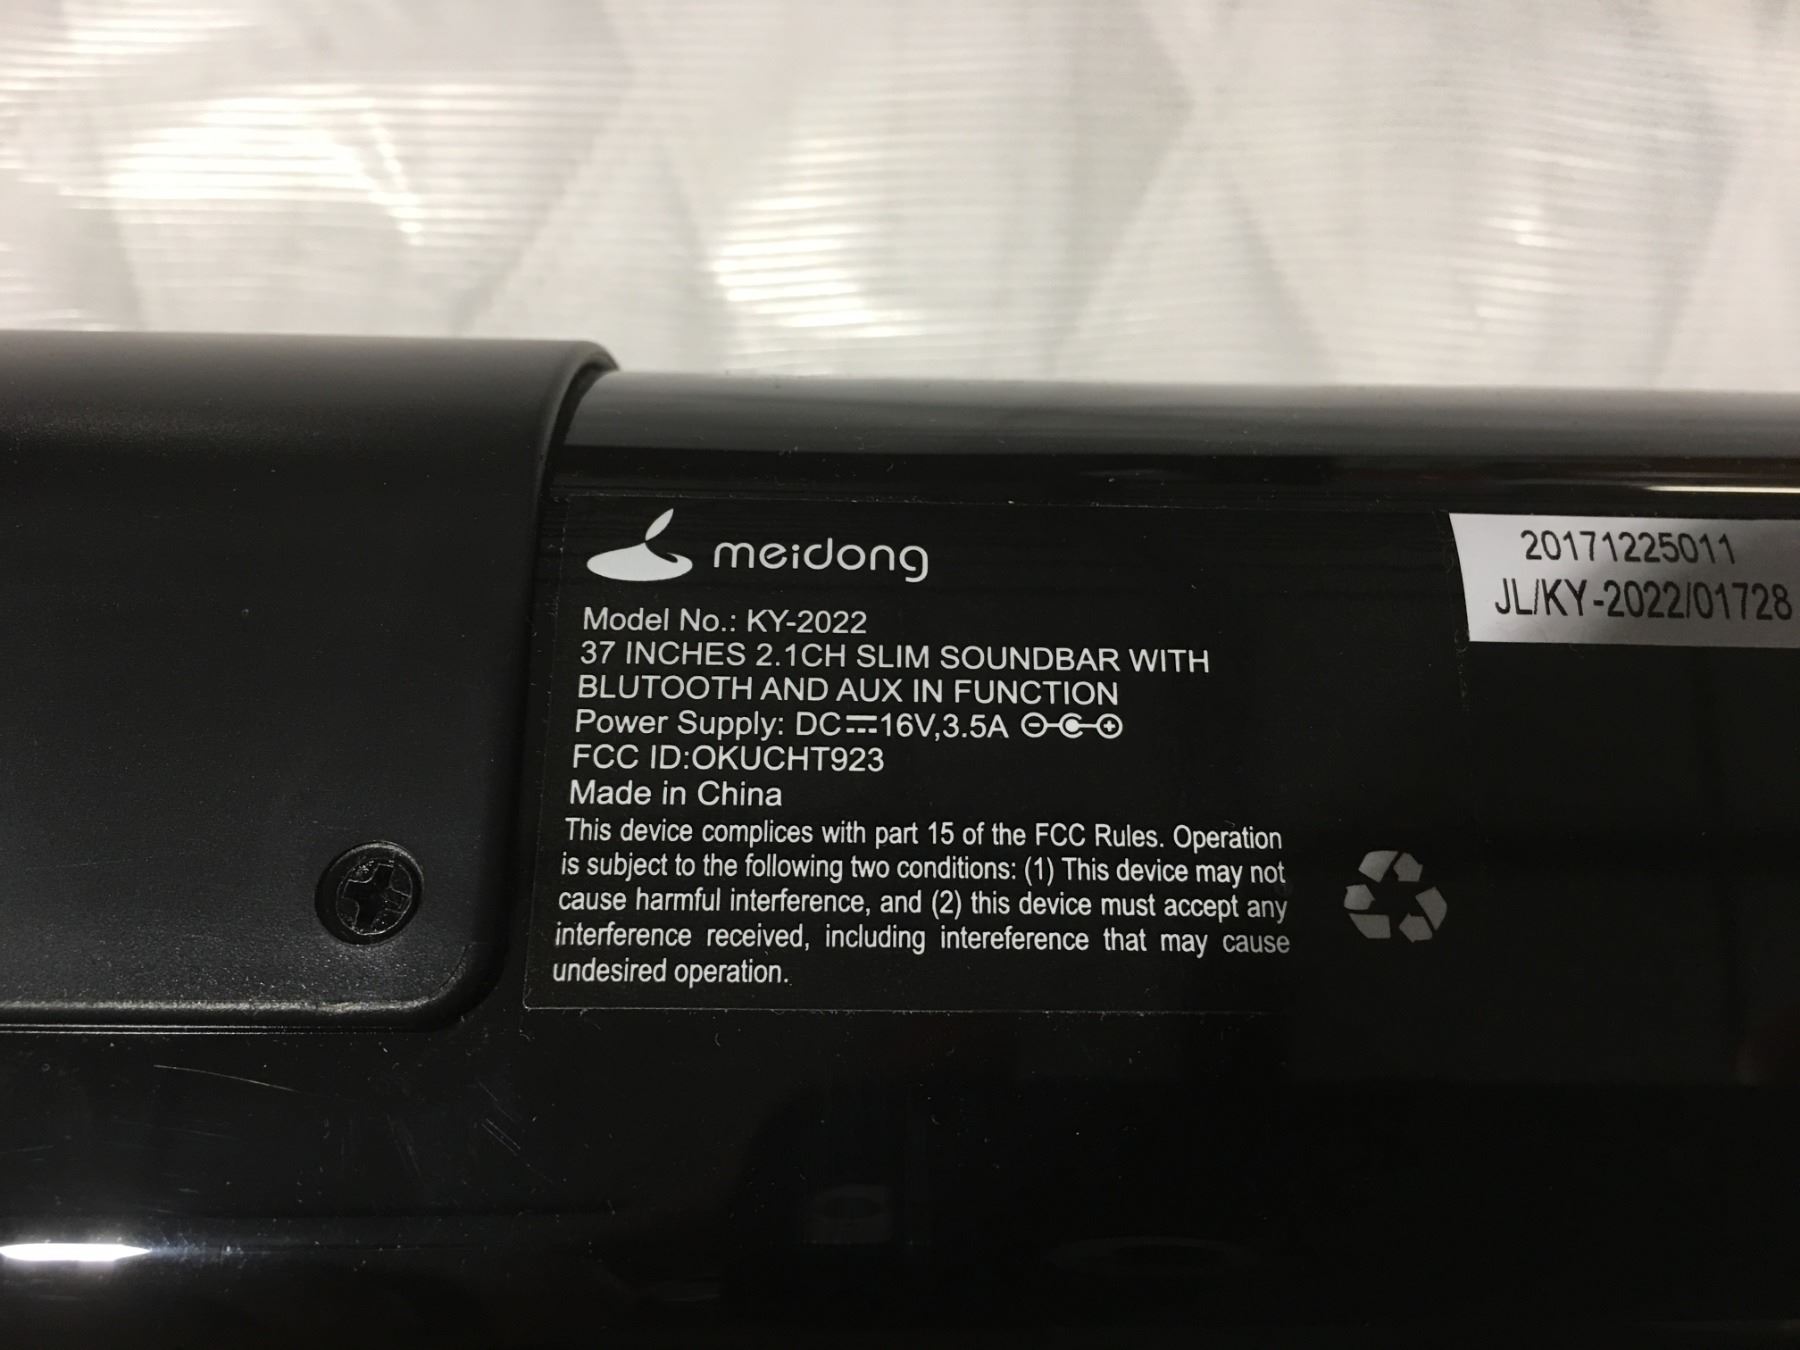 meidong
Model No.: KY-2022
37 INCHES 2.1CH SLIM SOUNDBAR WITH
BLUTOOTH AND AUX IN FUNCTION
Power Supply: DC⎓16V,3.5A
FCC ID:OKUCHT923
Made in China
This device complices with part 15 of the FCC Rules. Operation
is subject to the following two conditions: (1) This device may not
cause harmful interference, and (2) this device must accept any
interference received, including intereference that may cause
undesired operation.
20171225011
JL/KY-2022/01728